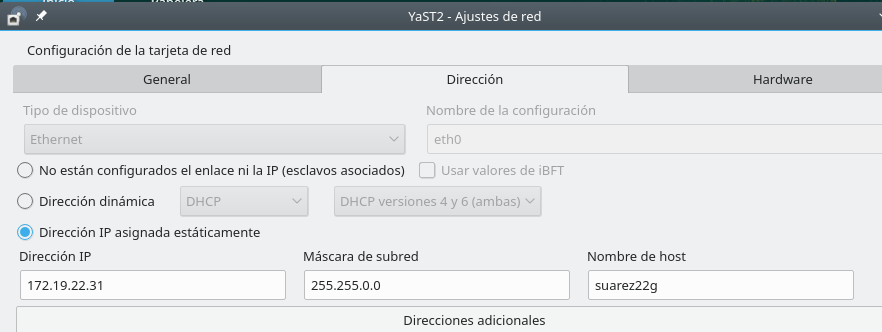 YaST2 - Ajustes de red
Configuración de la tarjeta de red
General Dirección Hardware
Tipo de dispositivo Nombre de la configuración
Ethernet eth0
No están configurados el enlace ni la IP (esclavos asociados) Usar valores de iBFT
Dirección dinámica DHCP DHCP versiones 4 y 6 (ambas)
Dirección IP asignada estáticamente
Dirección IP Máscara de subred Nombre de host
172.19.22.31 255.255.0.0 suarez22g
Direcciones adicionales